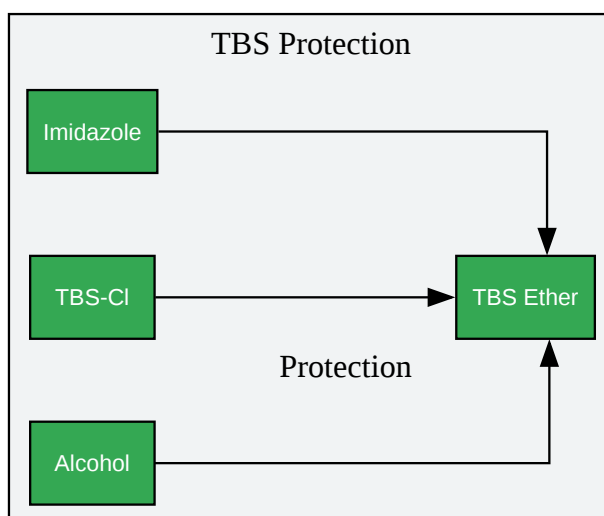 TBS Protection
Imidazole
TBS-Cl
TBS Ether
Protection
Alcohol